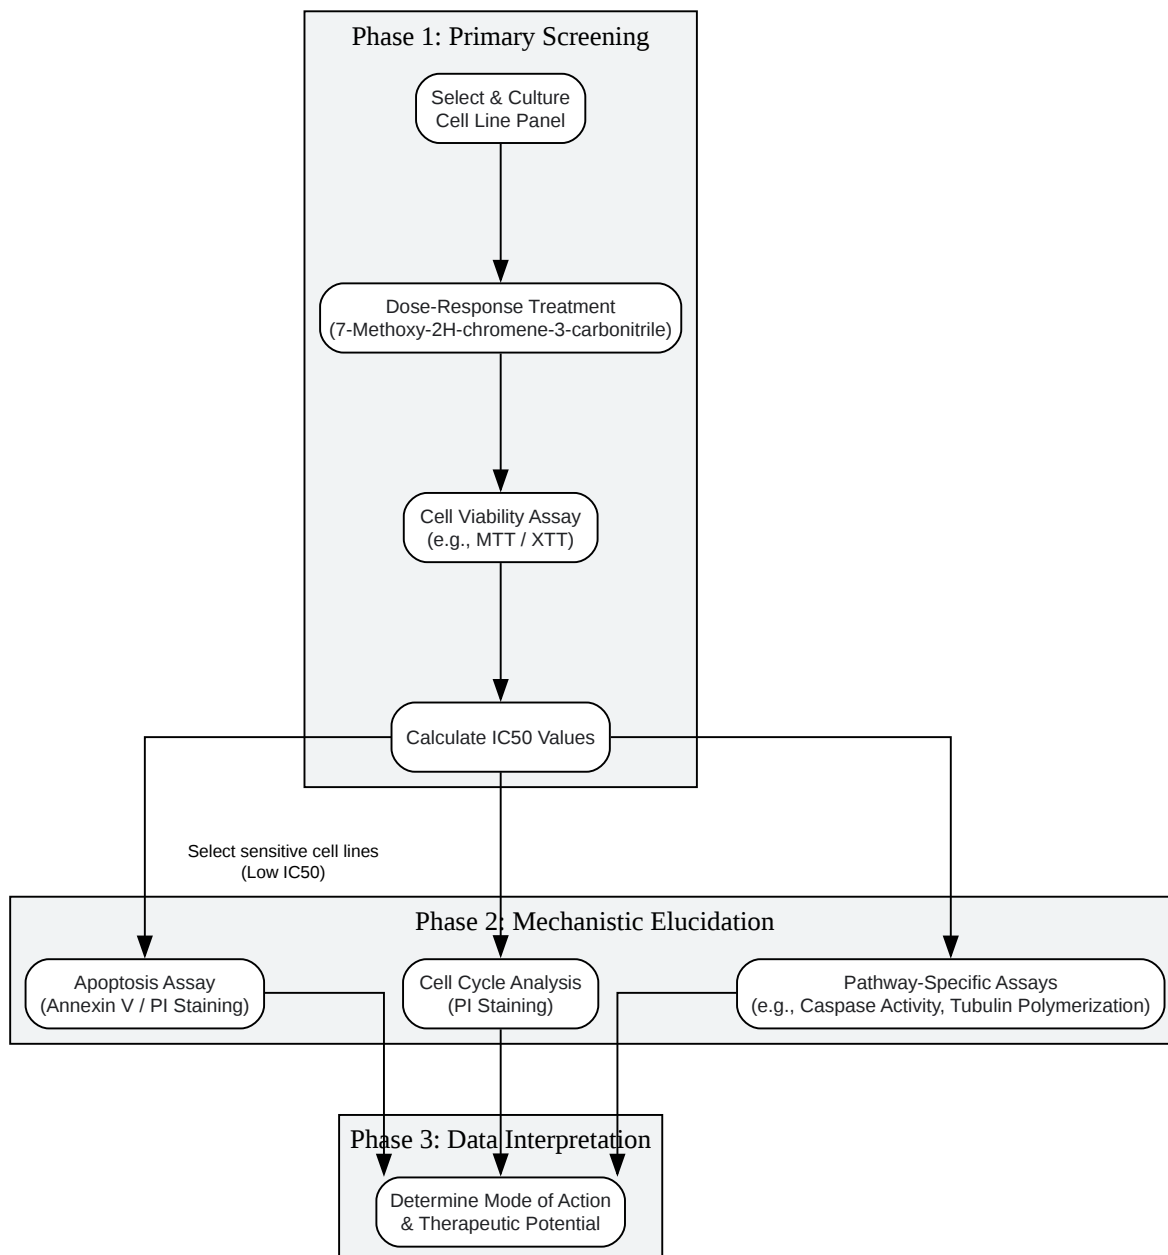 Phase 1: Primary Screening
Select & Culture
Cell Line Panel
Dose-Response Treatment
(7-Methoxy-2H-chromene-3-carbonitrile)
Cell Viability Assay
(e.g., MTT / XTT)
Calculate IC50 Values
Select sensitive cell lines
(Low IC50)
Phase 2: Mechanistic Elucidation
Apoptosis Assay
(Annexin V / PI Staining)
Cell Cycle Analysis
(PI Staining)
Pathway-Specific Assays
(e.g., Caspase Activity, Tubulin Polymerization)
Phase 3: Data Interpretation
Determine Mode of Action
& Therapeutic Potential